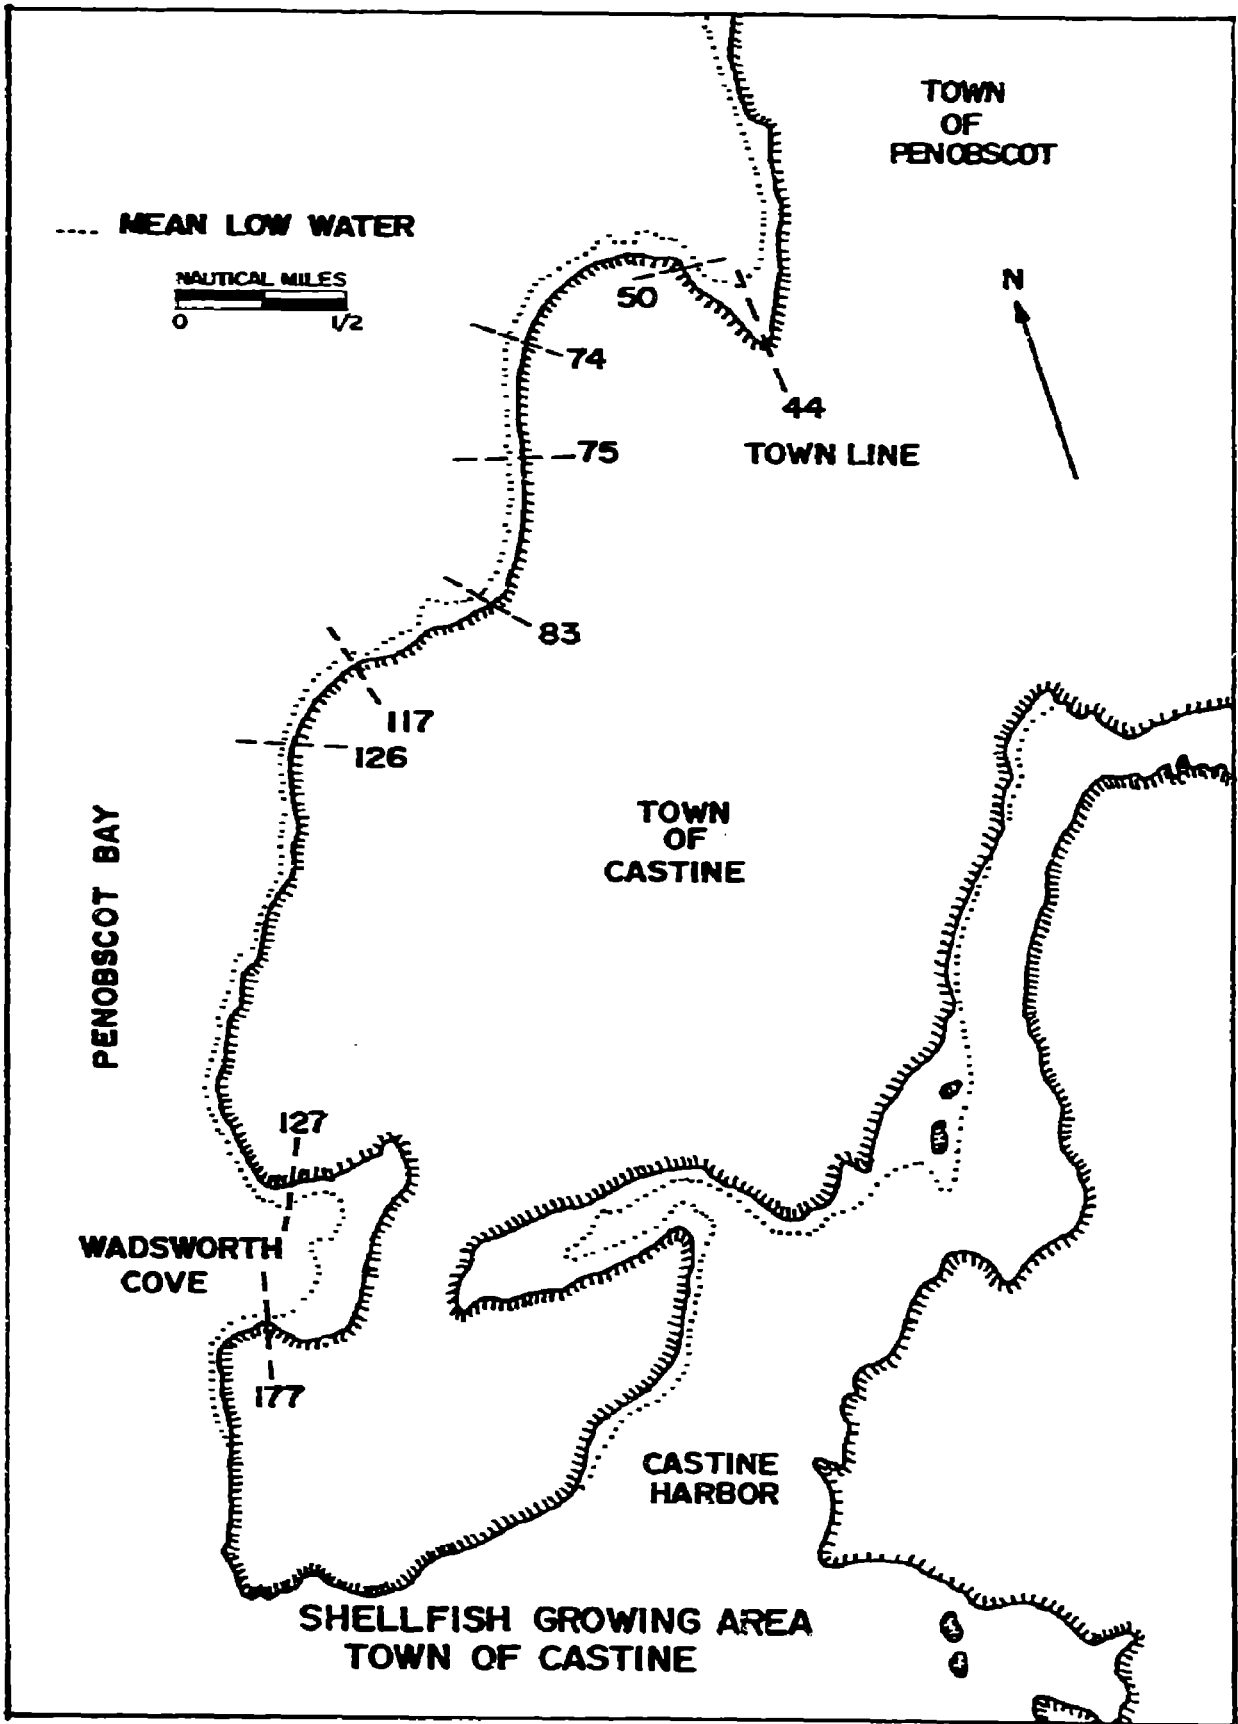 TOWN
OF
PENOBSCOT
---- MEAN LOW WATER
NAUTICAL MILES
0 1/2
N
50
74
44
75
TOWN LINE
83
117
126
TOWN
OF
CASTINE
PENOBSCOT BAY
127
WADSWORTH
COVE
177
CASTINE
HARBOR
SHELLFISH GROWING AREA
TOWN OF CASTINE